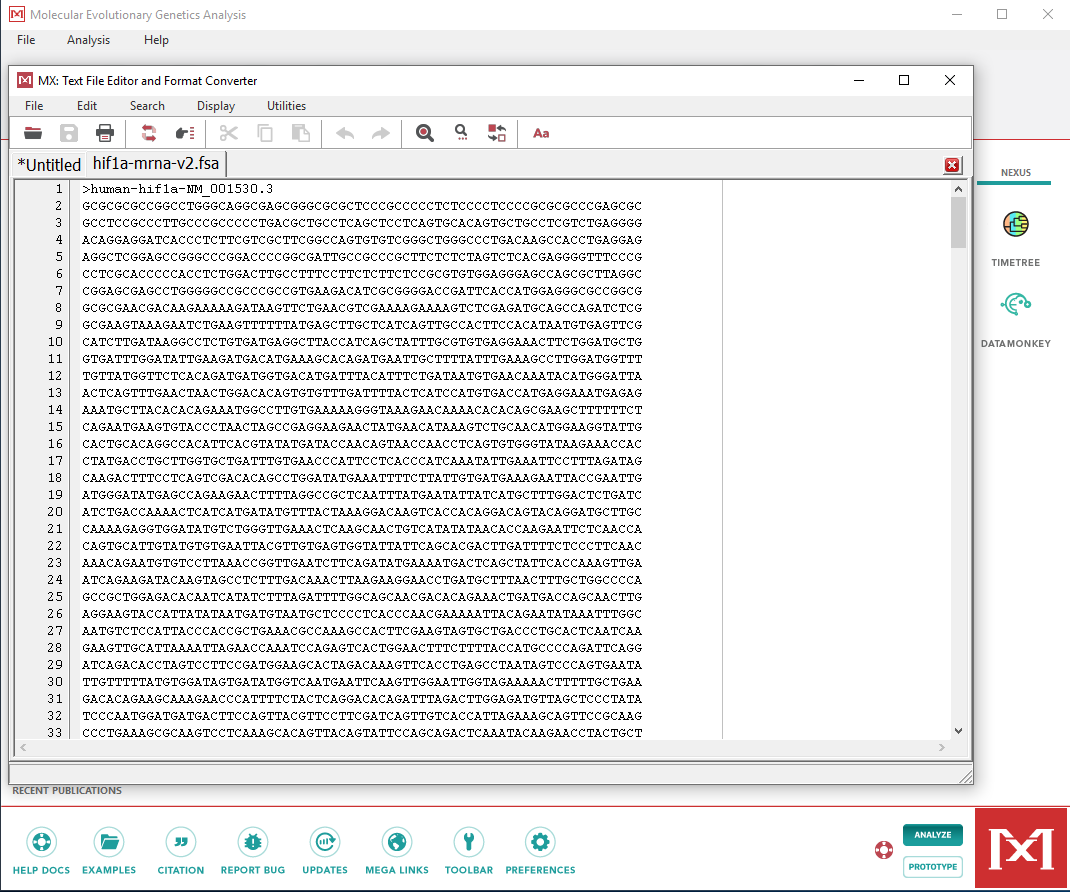 Molecular Evolutionary Genetics Analysis
File Analysis Help
MX: Text File Editor and Format Converter
File Edit Search Display Utilities
Aa
*Untitled hif1a-mrna-v2.fsa
1 >human-hif1a-NM_001530.3
2 GCGCGCGCCGGCCTGGGCAGGCGAGCGGGCGCGCTCCCGCCCCCTCTCCCCTCCCCGCGCGCCCGAGCGC
3 GCCTCCGCCCTTGCCCGCCCCCTGACGCTGCCTCAGCTCCTCAGTGCACAGTGCTGCCTCGTCTGAGGGG
4 ACAGGAGGATCACCCTCTTCGTCGCTTCGGCCAGTGTGTCGGGCTGGGCCCTGACAAGCCACCTGAGGAG
5 AGGCTCGGAGCCGGGCCCGGACCCCGGCGATTGCCGCCCGCTTCTCTCTAGTCTCACGAGGGGTTTCCCG
6 CCTCGCACCCCCACCTCTGGACTTGCCTTTCCTTCTCTTCTCCGCGTGTGGAGGGAGCCAGCGCTTAGGC
7 CGGAGCGAGCCTGGGGGCCGCCCGCCGTGAAGACATCGCGGGGACCGATTCACCATGGAGGGCGCCGGCG
8 GCGCGAACGACAAGAAAAAGATAAGTTCTGAACGTCGAAAAGAAAAGTCTCGAGATGCAGCCAGATCTCG
9 GCGAAGTAAAGAATCTGAAGTTTTTTATGAGCTTGCTCATCAGTTGCCACTTCCACATAATGTGAGTTCG
10 CATCTTGATAAGGCCTCTGTGATGAGGCTTACCATCAGCTATTTGCGTGTGAGGAAACTTCTGGATGCTG
11 GTGATTTGGATATTGAAGATGACATGAAAGCACAGATGAATTGCTTTTATTTGAAAGCCTTGGATGGTTT
12 TGTTATGGTTCTCACAGATGATGGTGACATGATTTACATTTCTGATAATGTGAACAAATACATGGGATTA
13 ACTCAGTTTGAACTAACTGGACACAGTGTGTTTGATTTTACTCATCCATGTGACCATGAGGAAATGAGAG
14 AAATGCTTACACACAGAAATGGCCTTGTGAAAAAGGGTAAAGAACAAAACACACAGCGAAGCTTTTTTCT
15 CAGAATGAAGTGTACCCTAACTAGCCGAGGAAGAACTATGAACATAAAGTCTGCAACATGGAAGGTATTG
16 CACTGCACAGGCCACATTCACGTATATGATACCAACAGTAACCAACCTCAGTGTGGGTATAAGAAACCAC
17 CTATGACCTGCTTGGTGCTGATTTGTGAACCCATTCCTCACCCATCAAATATTGAAATTCCTTTAGATAG
18 CAAGACTTTCCTCAGTCGACACAGCCTGGATATGAAATTTTCTTATTGTGATGAAAGAATTACCGAATTG
19 ATGGGATATGAGCCAGAAGAACTTTTAGGCCGCTCAATTTATGAATATTATCATGCTTTGGACTCTGATC
20 ATCTGACCAAAACTCATCATGATATGTTTACTAAAGGACAAGTCACCACAGGACAGTACAGGATGCTTGC
21 CAAAAGAGGTGGATATGTCTGGGTTGAAACTCAAGCAACTGTCATATATAACACCAAGAATTCTCAACCA
22 CAGTGCATTGTATGTGTGAATTACGTTGTGAGTGGTATTATTCAGCACGACTTGATTTTCTCCCTTCAAC
23 AAACAGAATGTGTCCTTAAACCGGTTGAATCTTCAGATATGAAAATGACTCAGCTATTCACCAAAGTTGA
24 ATCAGAAGATACAAGTAGCCTCTTTGACAAACTTAAGAAGGAACCTGATGCTTTAACTTTGCTGGCCCCA
25 GCCGCTGGAGACACAATCATATCTTTAGATTTTGGCAGCAACGACACAGAAACTGATGACCAGCAACTTG
26 AGGAAGTACCATTATATAATGATGTAATGCTCCCCTCACCCAACGAAAAATTACAGAATATAAATTTGGC
27 AATGTCTCCATTACCCACCGCTGAAACGCCAAAGCCACTTCGAAGTAGTGCTGACCCTGCACTCAATCAA
28 GAAGTTGCATTAAAATTAGAACCAAATCCAGAGTCACTGGAACTTTCTTTTACCATGCCCCAGATTCAGG
29 ATCAGACACCTAGTCCTTCCGATGGAAGCACTAGACAAAGTTCACCTGAGCCTAATAGTCCCAGTGAATA
30 TTGTTTTTATGTGGATAGTGATATGGTCAATGAATTCAAGTTGGAATTGGTAGAAAAACTTTTTGCTGAA
31 GACACAGAAGCAAAGAACCCATTTTCTACTCAGGACACAGATTTAGACTTGGAGATGTTAGCTCCCTATA
32 TCCCAATGGATGATGACTTCCAGTTACGTTCCTTCGATCAGTTGTCACCATTAGAAAGCAGTTCCGCAAG
33 CCCTGAAAGCGCAAGTCCTCAAAGCACAGTTACAGTATTCCAGCAGACTCAAATACAAGAACCTACTGCT
NEXUS
TIMETREE
DATAMONKEY
RECENT PUBLICATIONS
HELP DOCS EXAMPLES CITATION REPORT BUG UPDATES MEGA LINKS TOOLBAR PREFERENCES
ANALYZE
PROTOTYPE